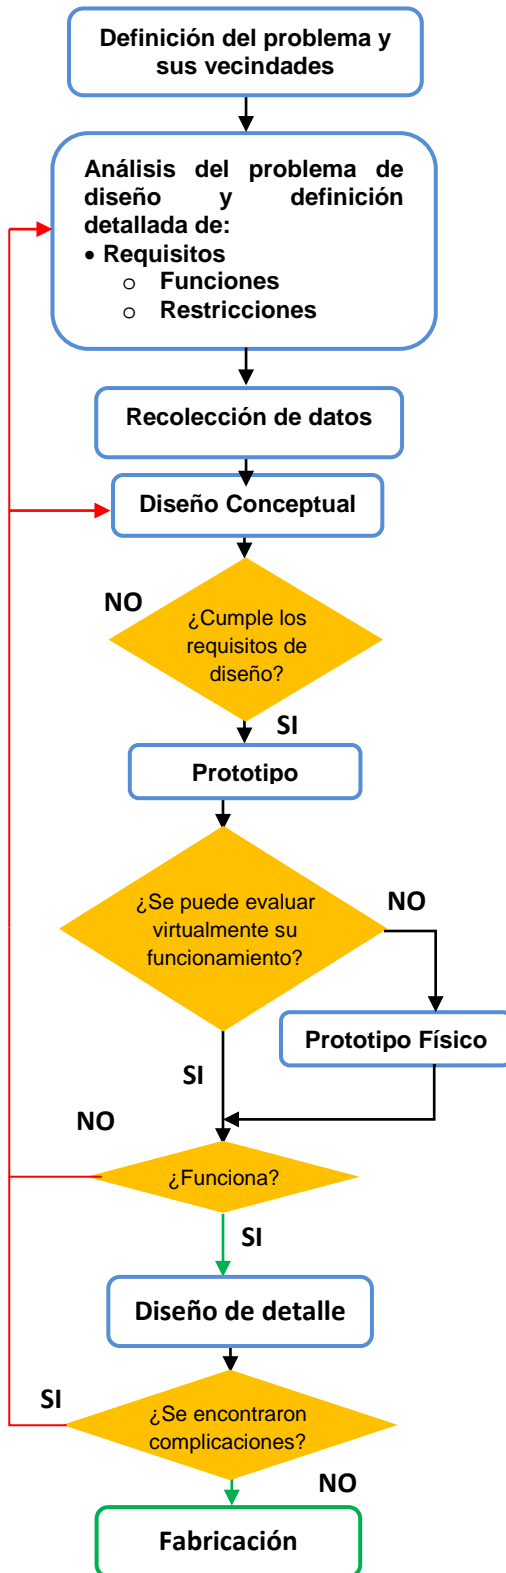 Definición del problema y
sus vecindades
Análisis del problema de
diseño y definición
detallada de:
• Requisitos
o Funciones
o Restricciones
Recolección de datos
Diseño Conceptual
NO
¿Cumple los
requisitos de
diseño?
SI
Prototipo
¿Se puede evaluar
virtualmente su
funcionamiento?
NO
Prototipo Físico
SI
NO
¿Funciona?
SI
Diseño de detalle
SI
¿Se encontraron
complicaciones?
NO
Fabricación